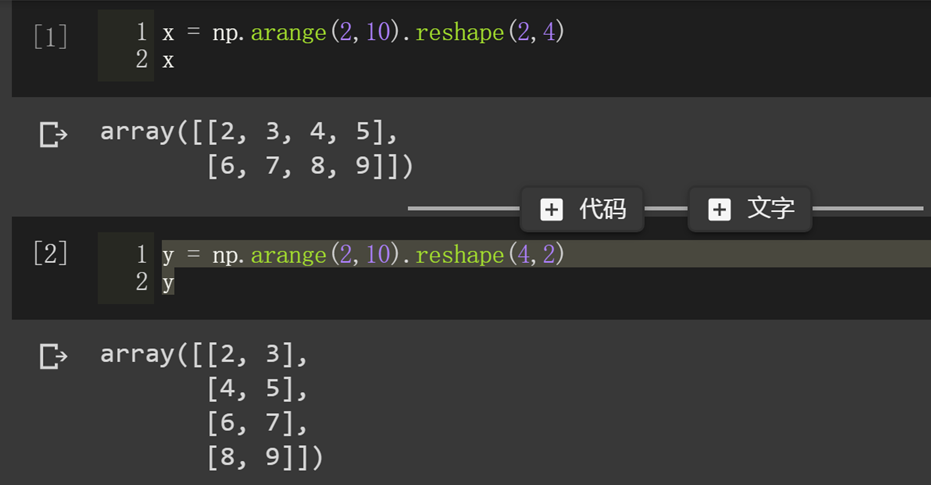 [1]
1 x = np.arange(2,10).reshape(2,4)
2 x
array([[2, 3, 4, 5],
[6, 7, 8, 9]])
代码 文字
[2]
1 y = np.arange(2,10).reshape(4,2)
2 y
array([[2, 3],
[4, 5],
[6, 7],
[8, 9]])